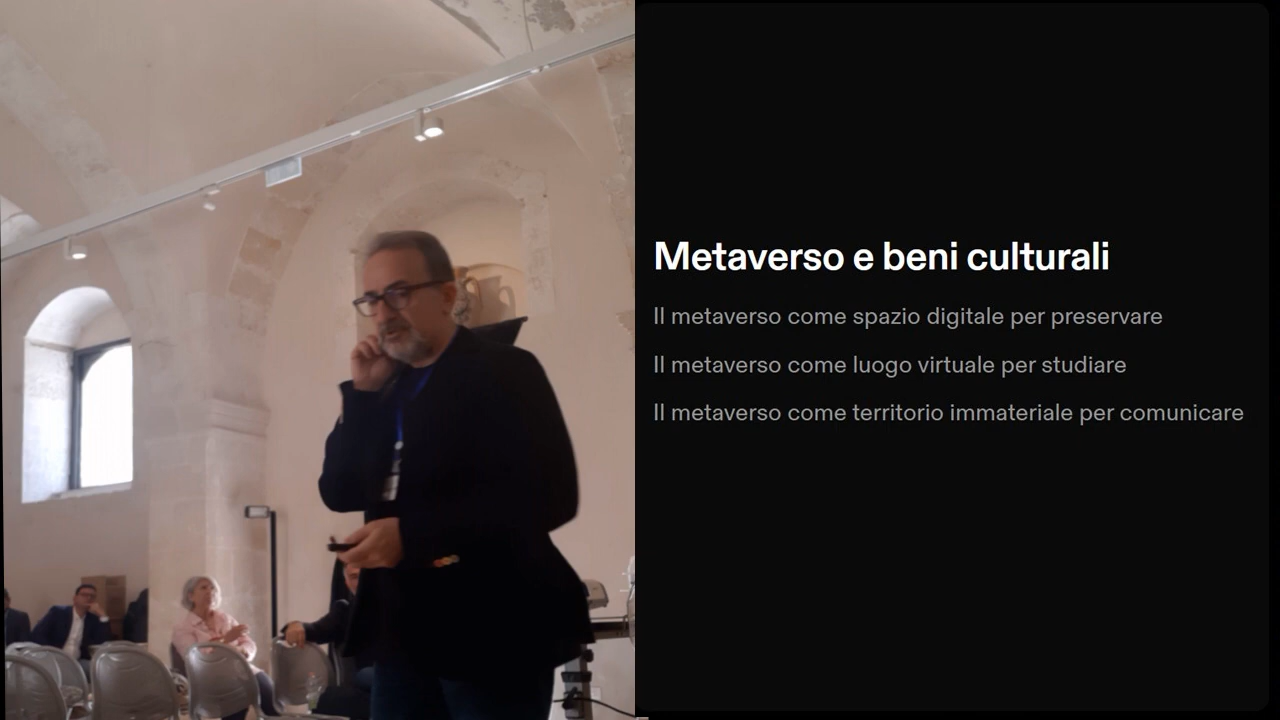 Metaverso e beni culturali
Il metaverso come spazio digitale per preservare
Il metaverso come luogo virtuale per studiare
Il metaverso come territorio immateriale per comunicare